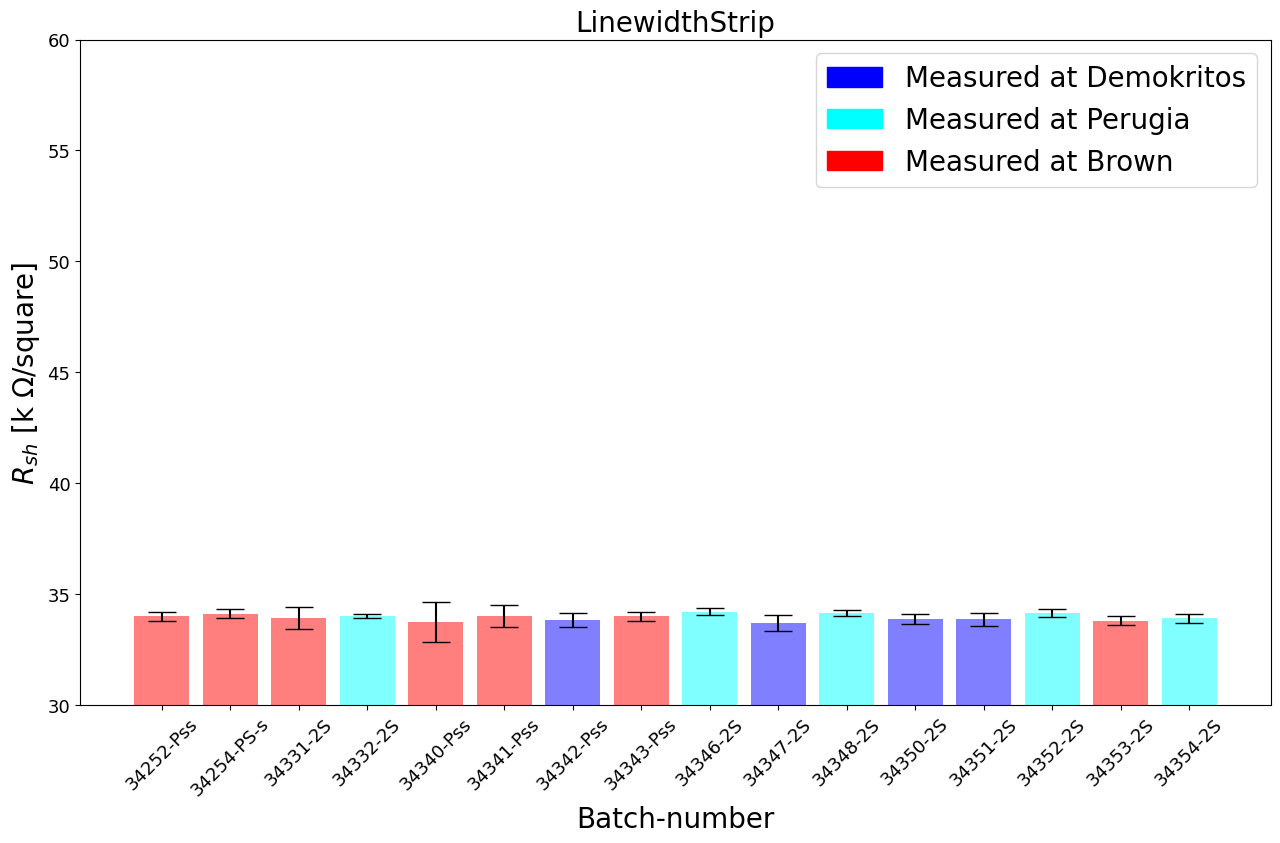 LinewidthStrip
60
55
50
45
40
35
30
R_sh [k Ω/square]
Measured at Demokritos
Measured at Perugia
Measured at Brown
34252-Pss
34254-PS-s
34331-2S
34332-2S
34340-Pss
34341-Pss
34342-Pss
34343-Pss
34346-2S
34347-2S
34348-2S
34350-2S
34351-2S
34352-2S
34353-2S
34354-2S
Batch-number